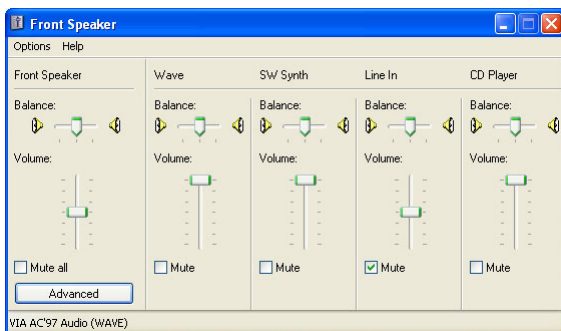 Front Speaker
Options Help
Front Speaker Wave SW Synth Line In CD Player
Balance: Balance: Balance: Balance: Balance:
Volume: Volume: Volume: Volume: Volume:
Mute all Mute Mute Mute Mute
Advanced
VIA AC'97 Audio (WAVE)